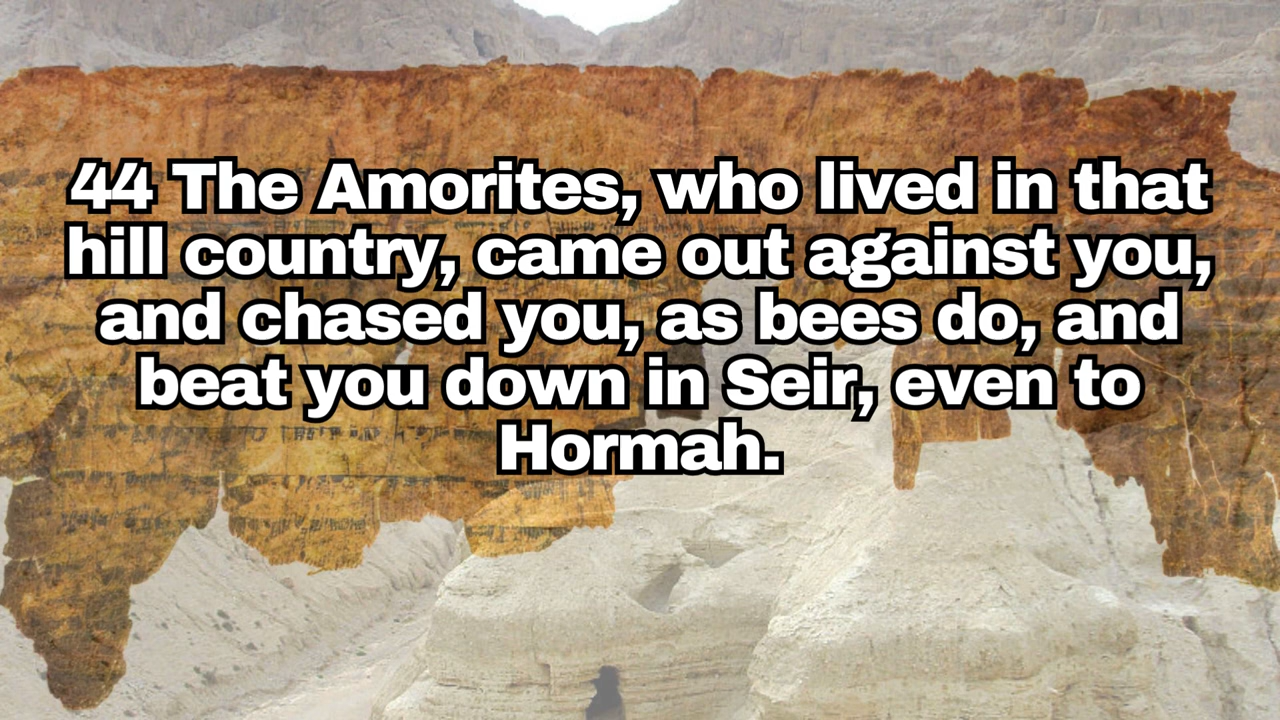 44 The Amorites, who lived in that
hill country, came out against you,
and chased you, as bees do, and
beat you down in Seir, even to
Hormah.